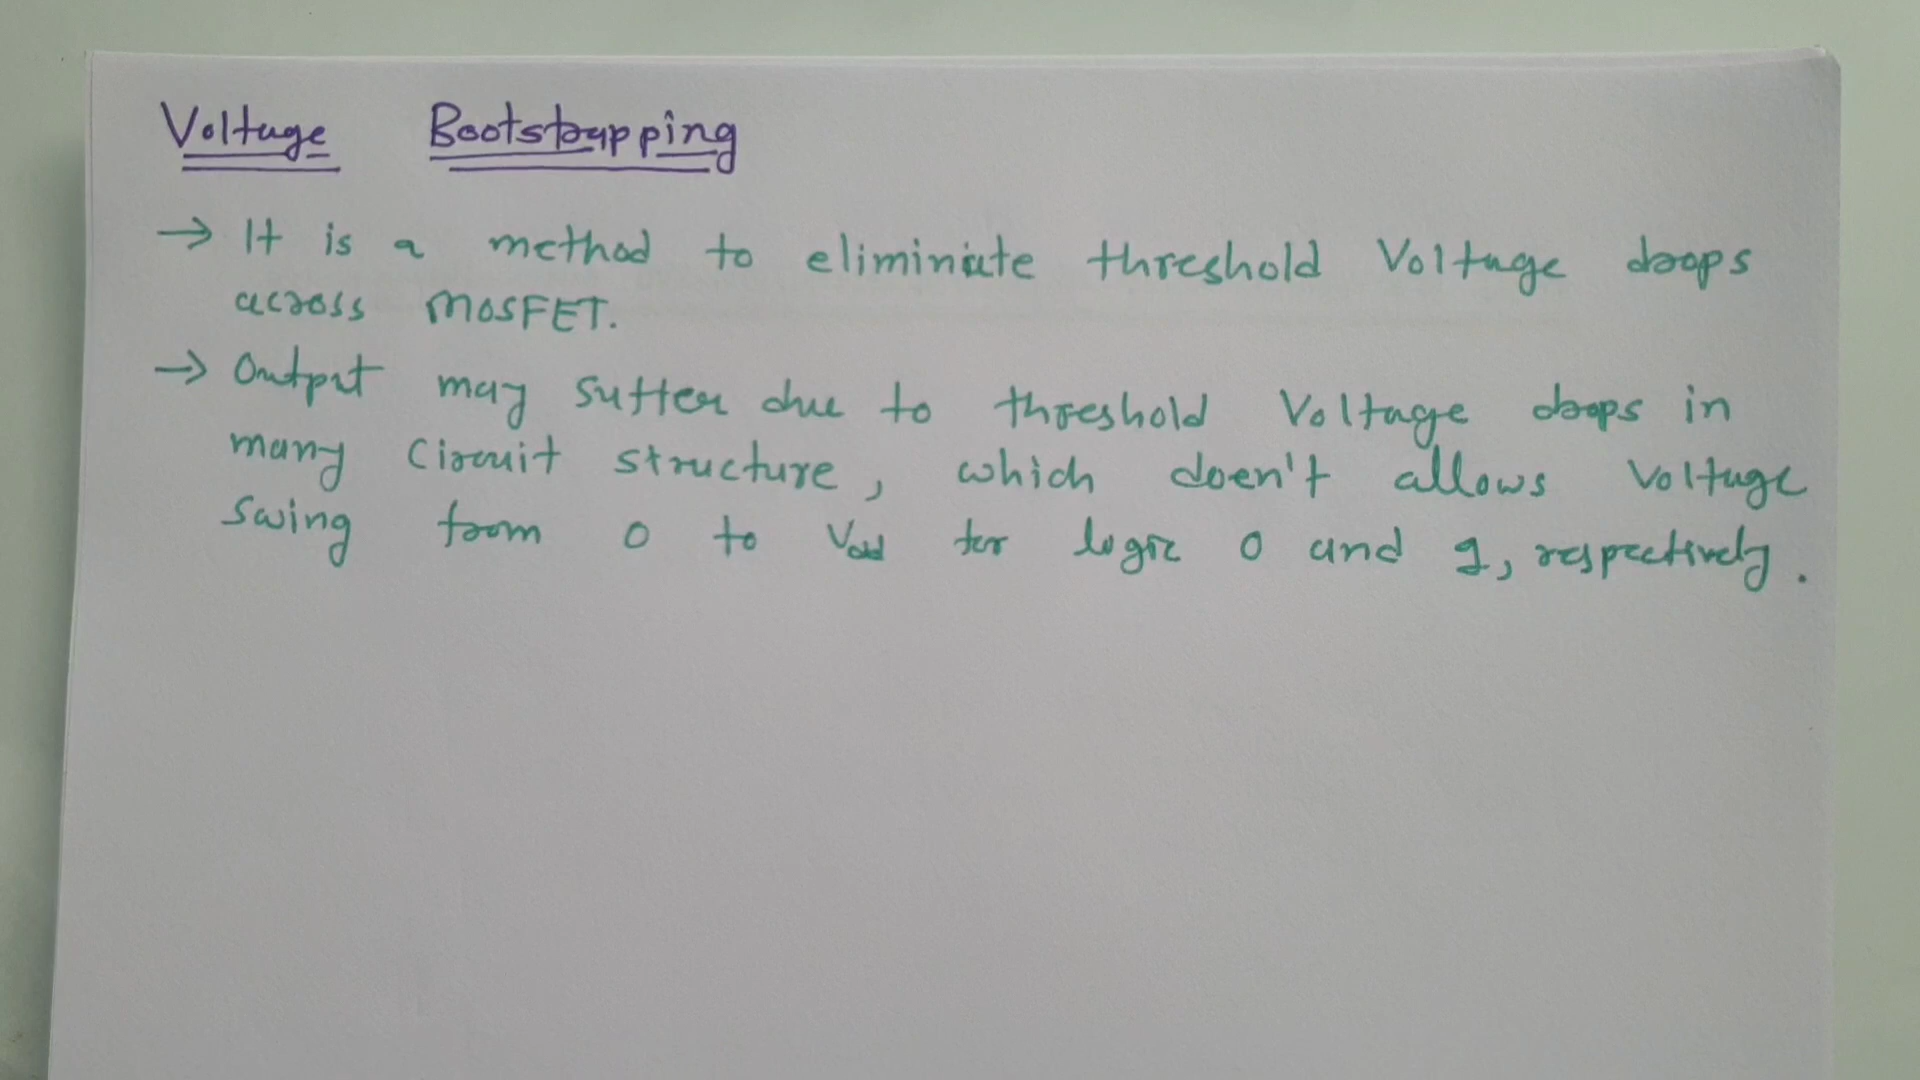 Voltage Bootstrapping
→ It is a method to eliminate threshold Voltage drops
across MOSFET.
→ Output may suffer due to threshold Voltage drops in
many Circuit structure, which doen't allows Voltage
swing from 0 to Vdd for logic 0 and 1, respectively.